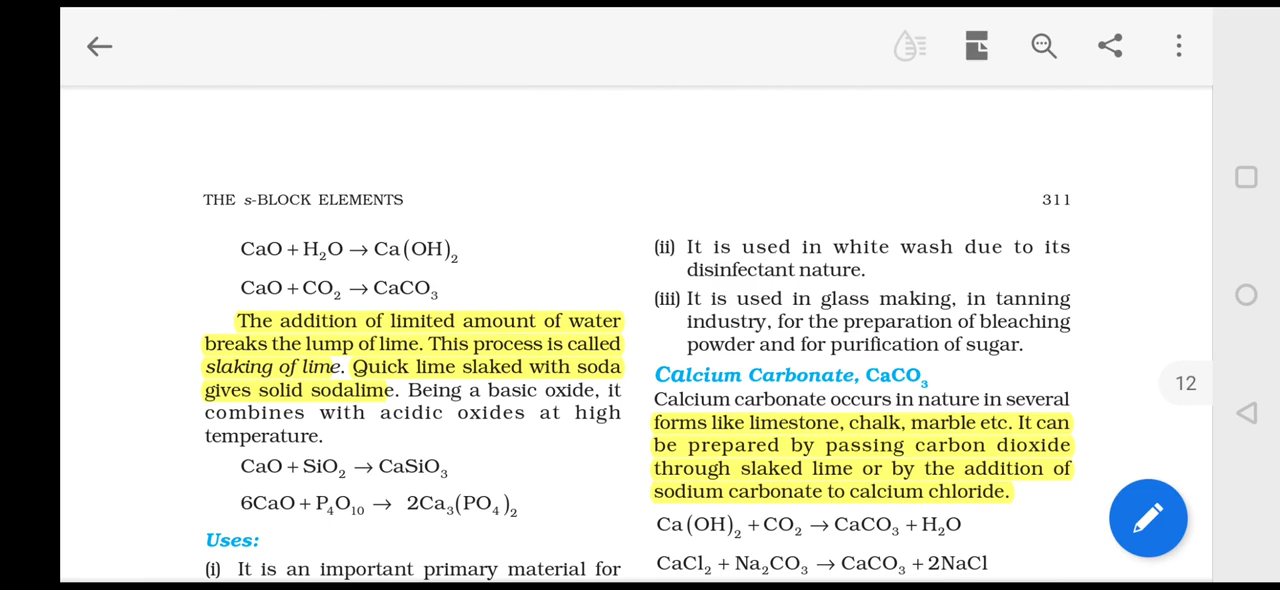 THE s-BLOCK ELEMENTS
311
CaO + H₂O → Ca(OH)₂
CaO + CO₂ → CaCO₃
The addition of limited amount of water
breaks the lump of lime. This process is called
slaking of lime. Quick lime slaked with soda
gives solid sodalime. Being a basic oxide, it
combines with acidic oxides at high
temperature.
CaO + SiO₂ → CaSiO₃
6CaO + P₄O₁₀ → 2Ca₃(PO₄)₂
Uses:
(i) It is an important primary material for
(ii) It is used in white wash due to its
disinfectant nature.
(iii) It is used in glass making, in tanning
industry, for the preparation of bleaching
powder and for purification of sugar.
Calcium Carbonate, CaCO₃
Calcium carbonate occurs in nature in several
forms like limestone, chalk, marble etc. It can
be prepared by passing carbon dioxide
through slaked lime or by the addition of
sodium carbonate to calcium chloride.
Ca(OH)₂ + CO₂ → CaCO₃ + H₂O
CaCl₂ + Na₂CO₃ → CaCO₃ + 2NaCl
12